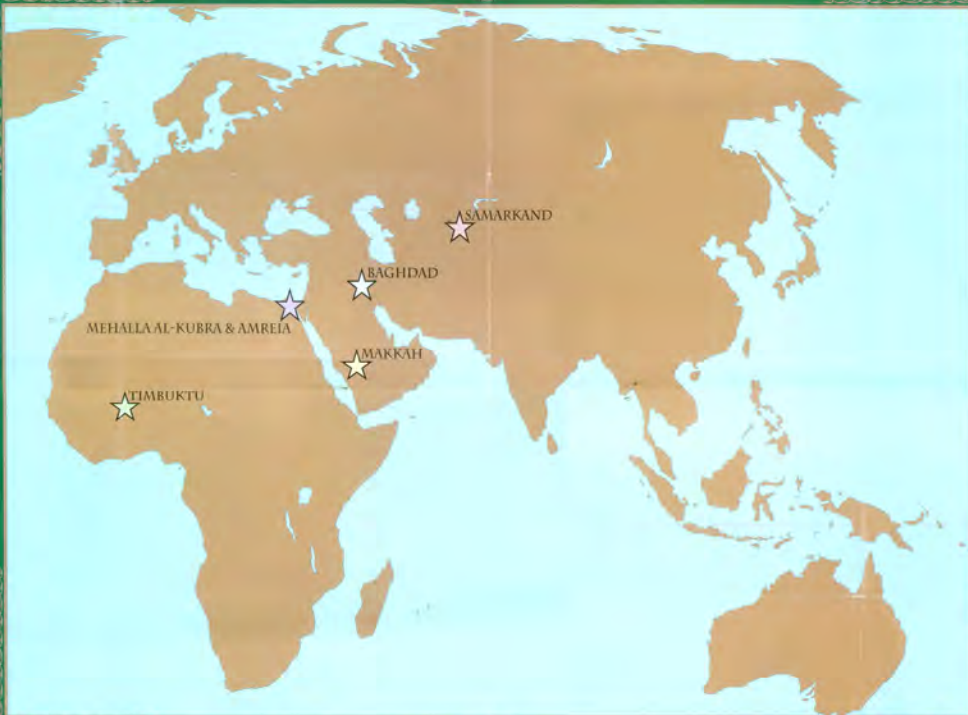 SAMARKAND
BAGHDAD
MEHALLA AL-KUBRA & AMREIA
MAKKAH
TIMBUKTU